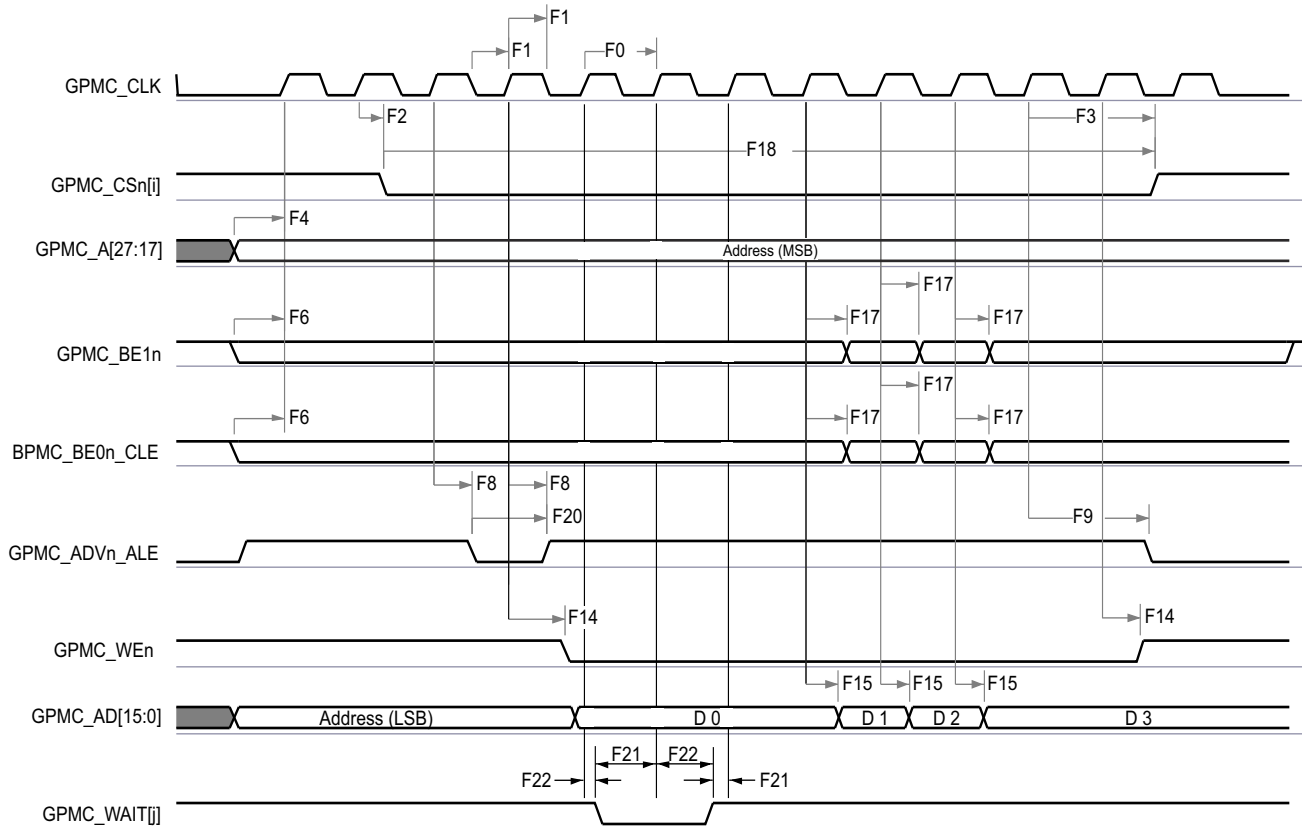 F1
F1
F0
GPMC_CLK
F2
F3
F18
GPMC_CSn[i]
F4
GPMC_A[27:17]
Address (MSB)
F17
F6
F17
F17
GPMC_BE1n
F17
F6
F17
F17
BPMC_BE0n_CLE
F8
F8
F20
F9
GPMC_ADVn_ALE
F14
F14
GPMC_WEn
F15
F15
F15
GPMC_AD[15:0]
Address (LSB)
D 0
D 1
D 2
D 3
F21
F22
F22
F21
GPMC_WAIT[j]